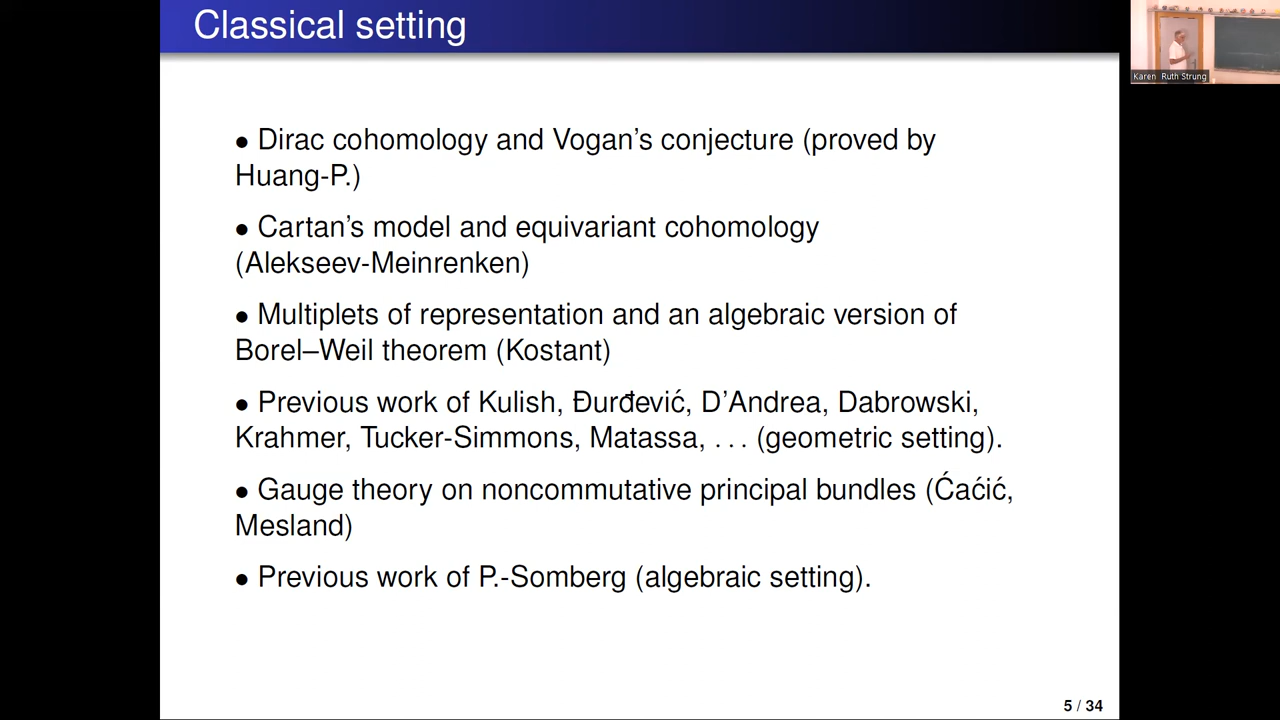 Classical setting
• Dirac cohomology and Vogan's conjecture (proved by
Huang-P.)
• Cartan's model and equivariant cohomology
(Alekseev-Meinrenken)
• Multiplets of representation and an algebraic version of
Borel–Weil theorem (Kostant)
• Previous work of Kulish, Đurđević, D'Andrea, Dabrowski,
Krahmer, Tucker-Simmons, Matassa, . . . (geometric setting).
• Gauge theory on noncommutative principal bundles (Ćaćić,
Mesland)
• Previous work of P.-Somberg (algebraic setting).
5 / 34
Karen Ruth Strung